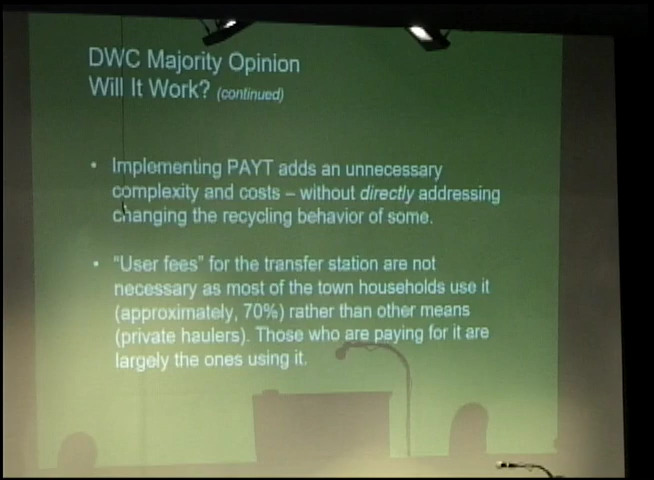 DWC Majority Opinion
Will It Work? (continued)
• Implementing PAYT adds an unnecessary
complexity and costs – without directly addressing
changing the recycling behavior of some.
• "User fees" for the transfer station are not
necessary as most of the town households use it
(approximately, 70%) rather than other means
(private haulers). Those who are paying for it are
largely the ones using it.